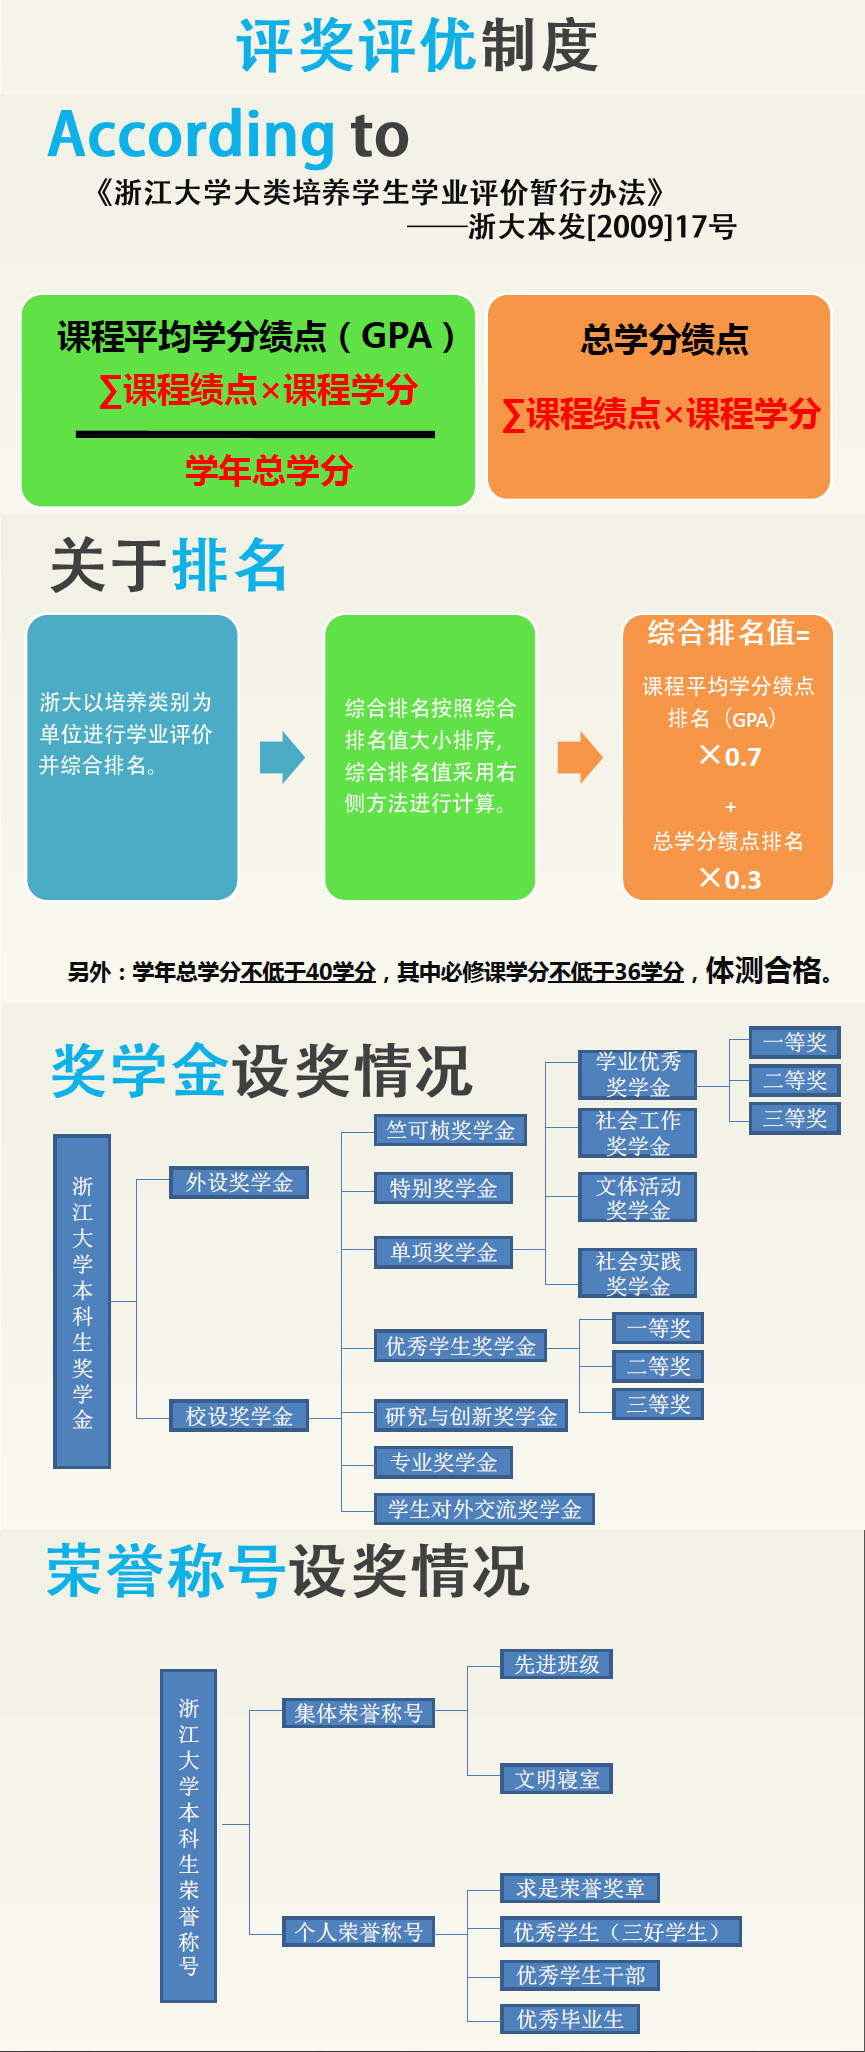 评奖评优制度
According to
《浙江大学大类培养学生学业评价暂行办法》
——浙大本发[2009]17号
课程平均学分绩点（GPA）
∑课程绩点×课程学分
学年总学分
总学分绩点
∑课程绩点×课程学分
关于排名
浙大以培养类别为
单位进行学业评价
并综合排名。
综合排名按照综合
排名值大小排序，
综合排名值采用右
侧方法进行计算。
综合排名值=
课程平均学分绩点
排名（GPA）
×0.7
+
总学分绩点排名
×0.3
另外：学年总学分不低于40学分，其中必修课学分不低于36学分，体测合格。
奖学金设奖情况
浙江大学本科生奖学金
外设奖学金
校设奖学金
竺可桢奖学金
特别奖学金
单项奖学金
学业优秀
奖学金
一等奖
二等奖
三等奖
社会工作
奖学金
文体活动
奖学金
社会实践
奖学金
优秀学生奖学金
一等奖
二等奖
三等奖
研究与创新奖学金
专业奖学金
学生对外交流奖学金
荣誉称号设奖情况
浙江大学本科生荣誉称号
集体荣誉称号
先进班级
文明寝室
个人荣誉称号
求是荣誉奖章
优秀学生（三好学生）
优秀学生干部
优秀毕业生